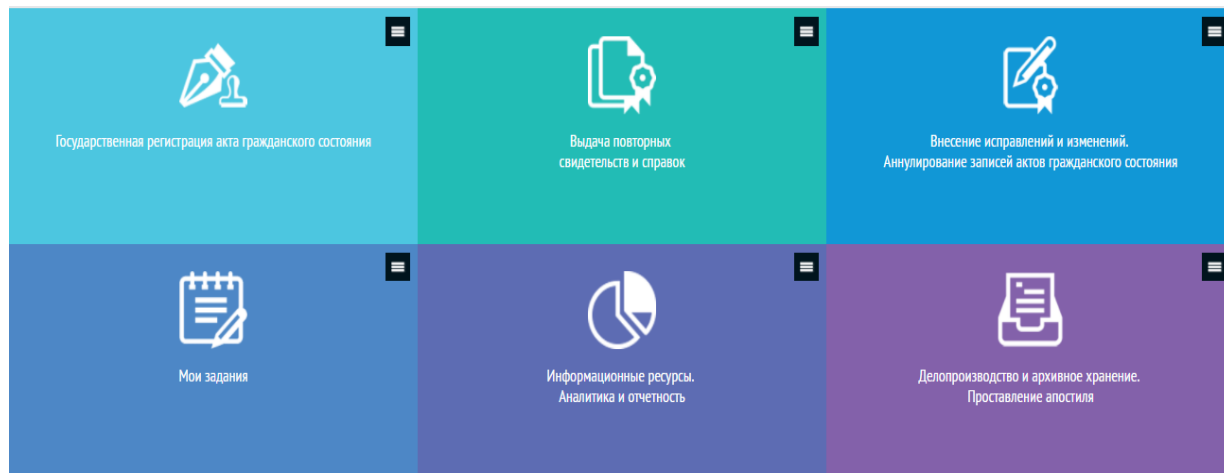 Государственная регистрация акта гражданского состояния
Выдача повторных
свидетельств и справок
Внесение исправлений и изменений.
Аннулирование записей актов гражданского состояния
Мои задания
Информационные ресурсы.
Аналитика и отчетность
Делопроизводство и архивное хранение.
Проставление апостиля